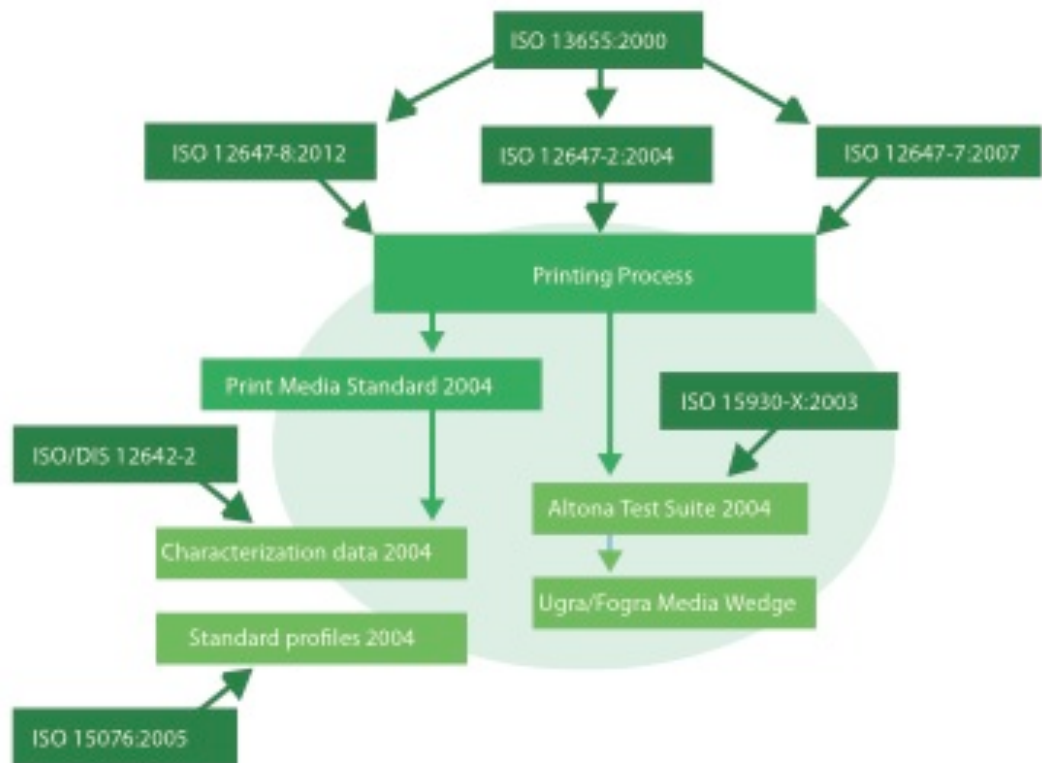 ISO 13655:2000
ISO 12647-8:2012
ISO 12647-2:2004
ISO 12647-7:2007
Printing Process
Print Media Standard 2004
ISO 15930-X:2003
ISO/DIS 12642-2
Altona Test Suite 2004
Characterization data 2004
Ugra/Fogra Media Wedge
Standard profiles 2004
ISO 15076:2005